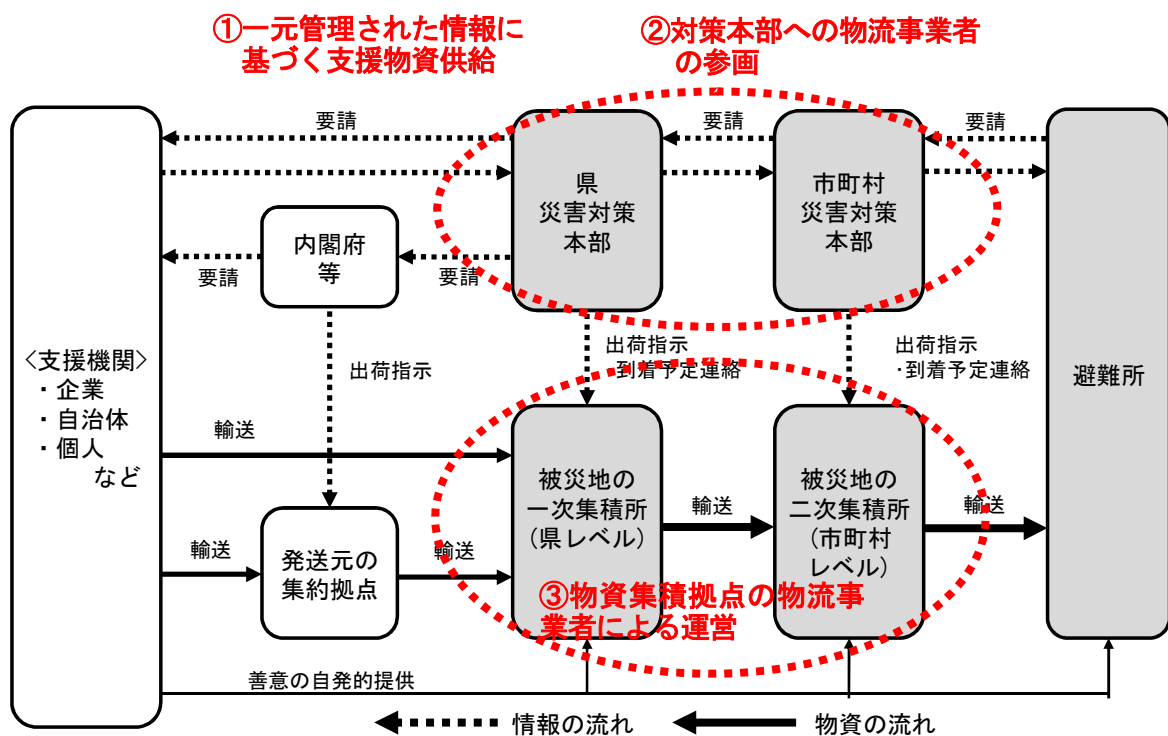 ①一元管理された情報に
基づく支援物資供給
②対策本部への物流事業者
の参画
要請
要請
要請
県
災害対策
本部
市町村
災害対策
本部
内閣府
等
要請
要請
<支援機関>
・企業
・自治体
・個人
など
出荷指示
出荷指示
・到着予定連絡
出荷指示
・到着予定連絡
避難所
輸送
被災地の
一次集積所
(県レベル)
輸送
被災地の
二次集積所
(市町村
レベル)
輸送
輸送
発送元の
集約拠点
輸送
③物資集積拠点の物流事
業者による運営
善意の自発的提供
情報の流れ
物資の流れ